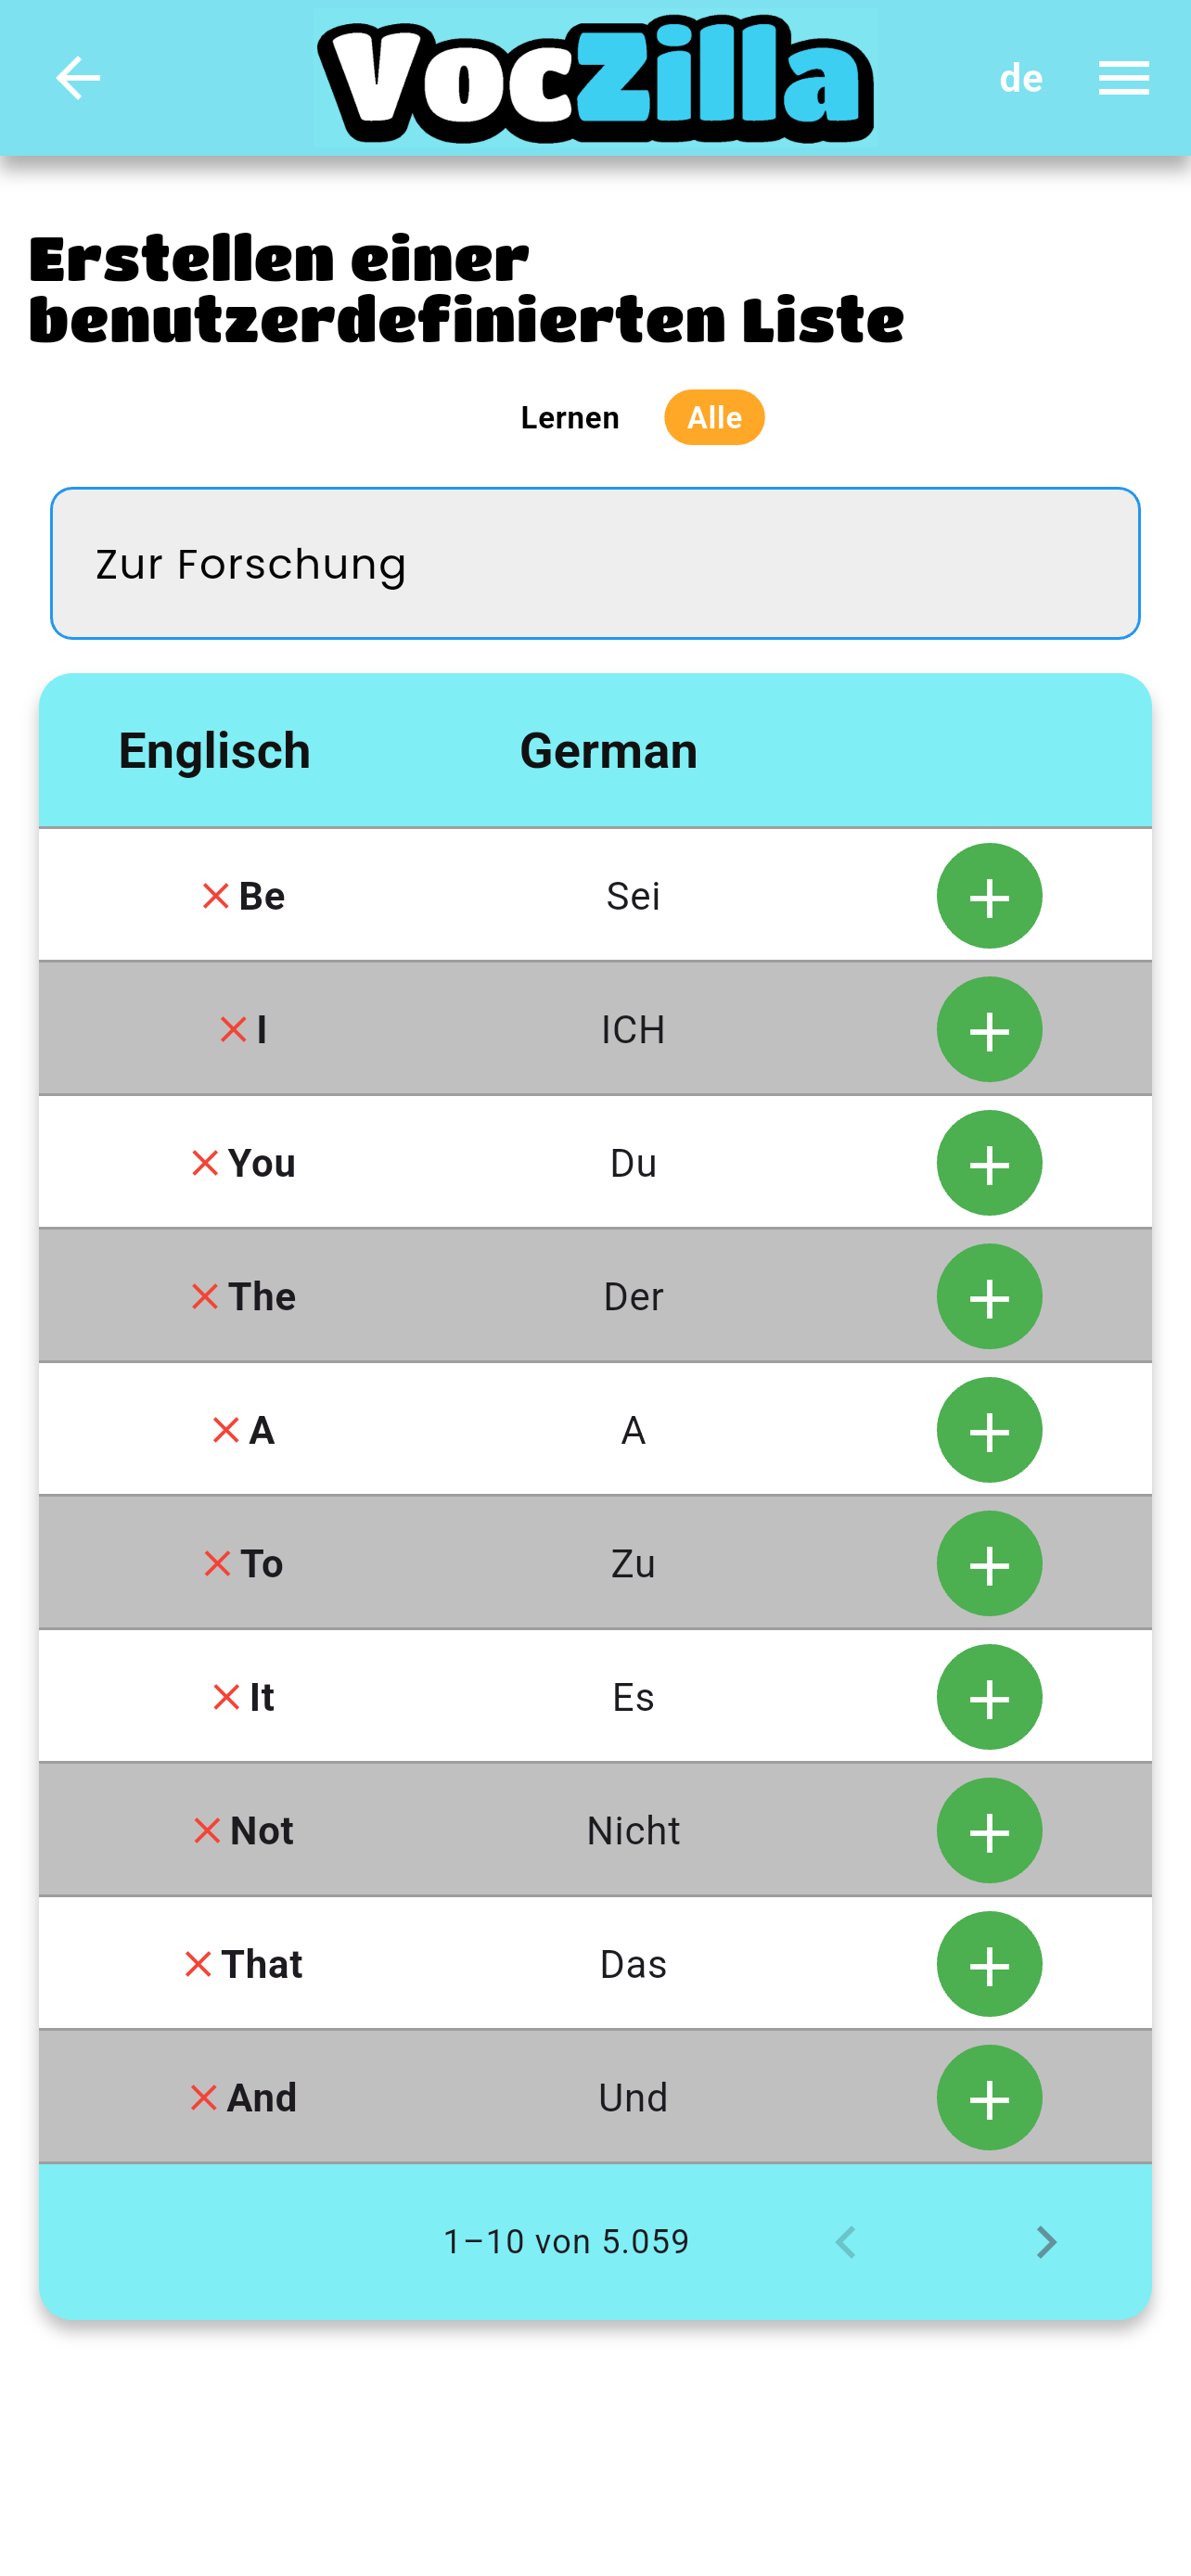 VocZilla
de
Erstellen einer
benutzerdefinierten Liste
Lernen Alle
Zur Forschung
Englisch German
Be Sei
I ICH
You Du
The Der
A A
To Zu
It Es
Not Nicht
That Das
And Und
1–10 von 5.059